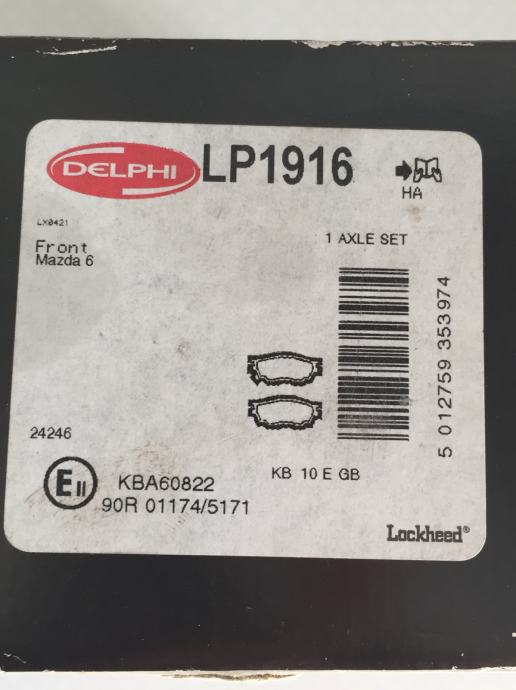 DELPHI LP1916
HA
LX0421
Front
Mazda 6
1 AXLE SET
5 012759 353974
24246
KB 10 E GB
E11 KBA60822
90R 01174/5171
Lockheed®